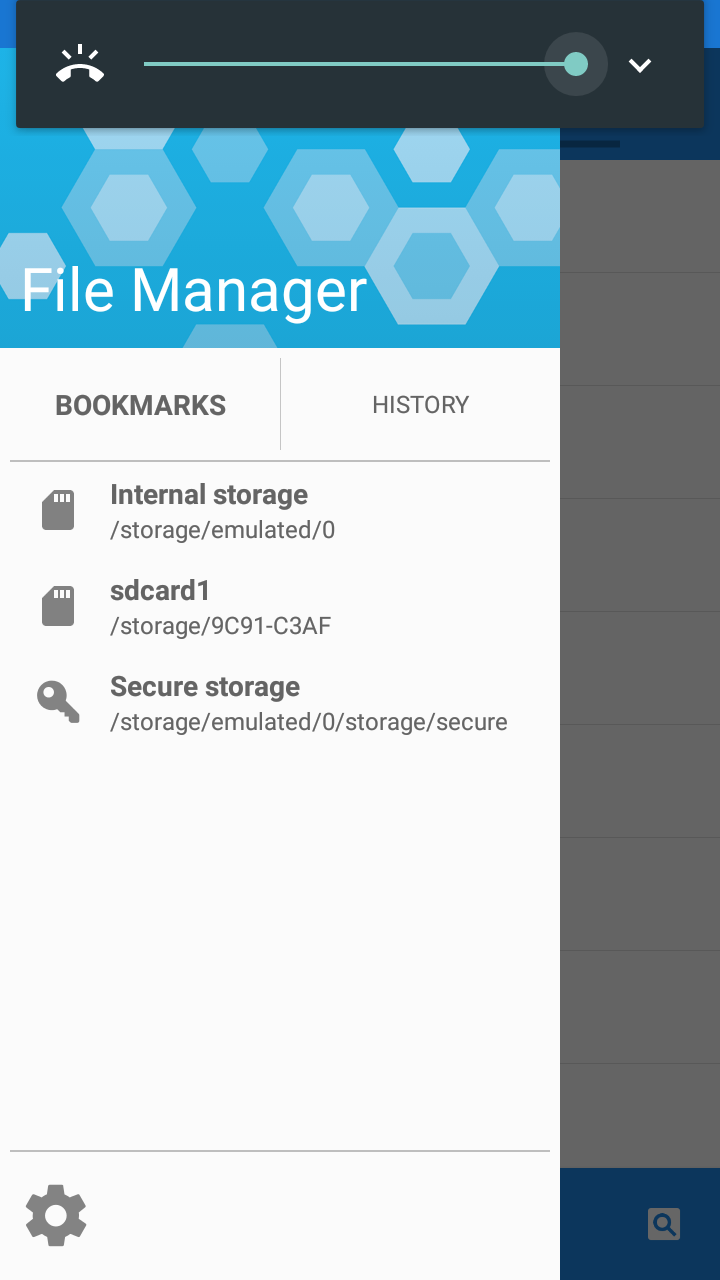 File Manager
BOOKMARKS
HISTORY
Internal storage
/storage/emulated/0
sdcard1
/storage/9C91-C3AF
Secure storage
/storage/emulated/0/storage/secure